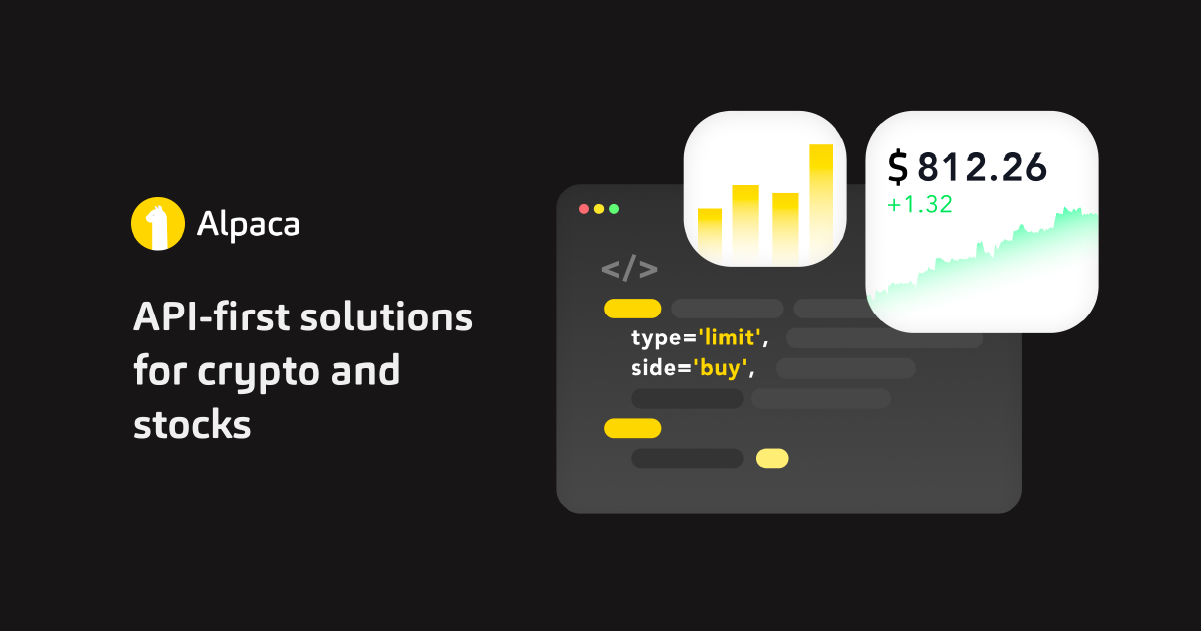 Alpaca
API-first solutions
for crypto and
stocks
$ 812.26
+1.32
</>
type='limit',
side='buy',